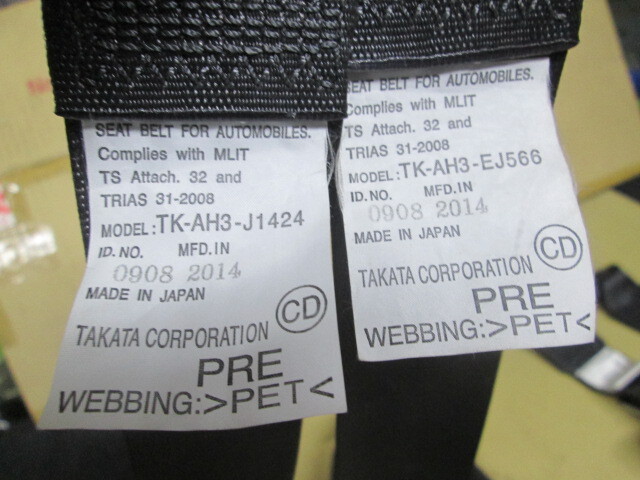 SEAT BELT FOR AUTOMOBILES.
Complies with MLIT
TS Attach. 32 and
TRIAS 31-2008
MODEL:TK-AH3-J1424
ID.NO. MFD.IN
0908 2014
MADE IN JAPAN
CD
TAKATA CORPORATION
PRE
WEBBING:>PET<
SEAT BELT FOR AUTOMOBILES.
Complies with MLIT
TS Attach. 32 and
TRIAS 31-2008
MODEL:TK-AH3-EJ566
ID.NO. MFD.IN
0908 2014
MADE IN JAPAN
CD
TAKATA CORPORATION
PRE
WEBBING:>PET<